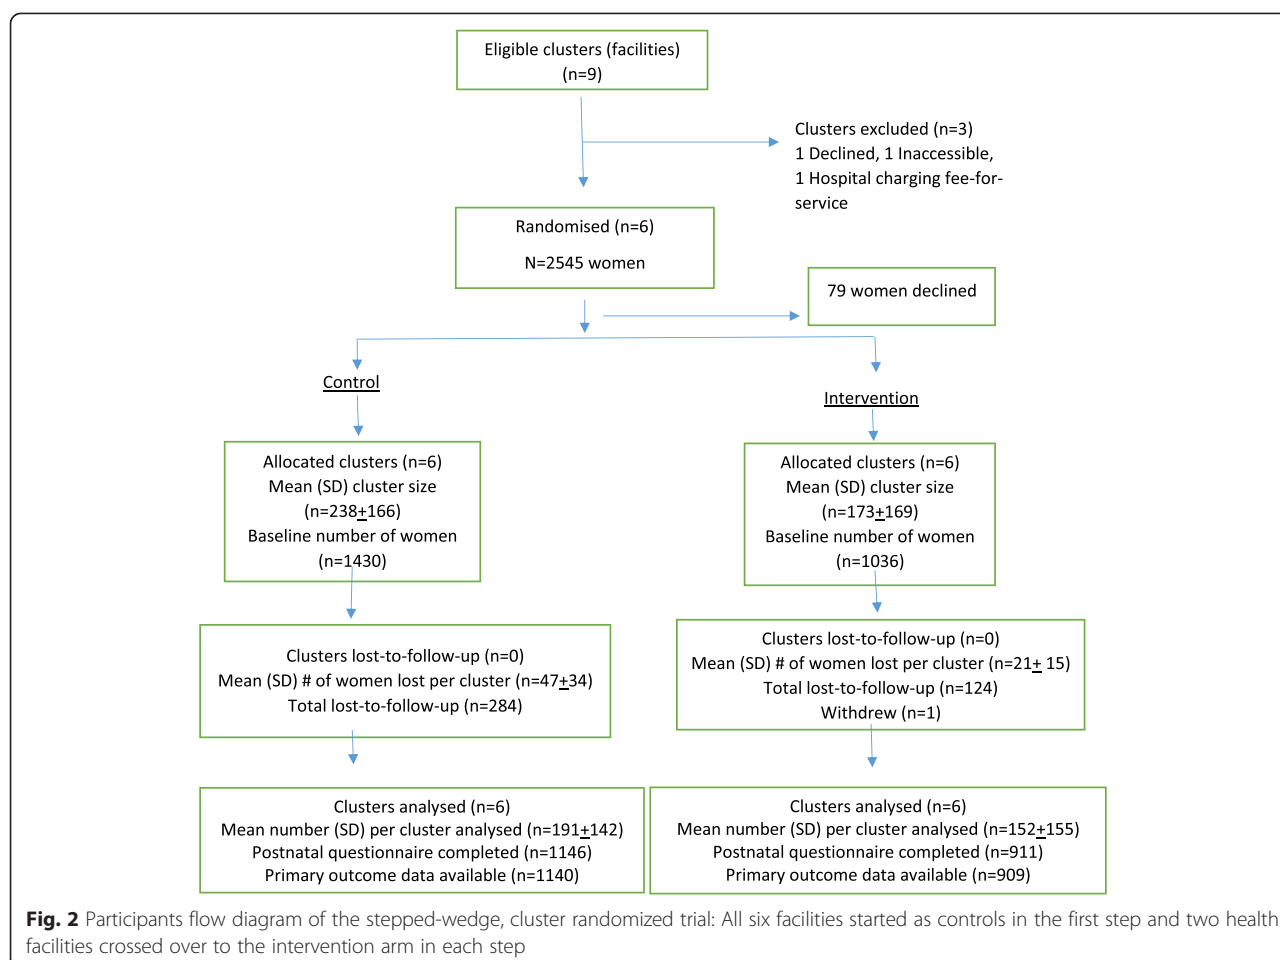 Eligible clusters (facilities)
(n=9)
Clusters excluded (n=3)
1 Declined, 1 Inaccessible,
1 Hospital charging fee-for-
service
Randomised (n=6)
N=2545 women
79 women declined
Control
Intervention
Allocated clusters (n=6)
Mean (SD) cluster size
(n=238±166)
Baseline number of women
(n=1430)
Allocated clusters (n=6)
Mean (SD) cluster size
(n=173±169)
Baseline number of women
(n=1036)
Clusters lost-to-follow-up (n=0)
Mean (SD) # of women lost per cluster (n=47±34)
Total lost-to-follow-up (n=284)
Clusters lost-to-follow-up (n=0)
Mean (SD) # of women lost per cluster (n=21± 15)
Total lost-to-follow-up (n=124)
Withdrew (n=1)
Clusters analysed (n=6)
Mean number (SD) per cluster analysed (n=191±142)
Postnatal questionnaire completed (n=1146)
Primary outcome data available (n=1140)
Clusters analysed (n=6)
Mean number (SD) per cluster analysed (n=152±155)
Postnatal questionnaire completed (n=911)
Primary outcome data available (n=909)
Fig. 2 Participants flow diagram of the stepped-wedge, cluster randomized trial: All six facilities started as controls in the first step and two health
facilities crossed over to the intervention arm in each step